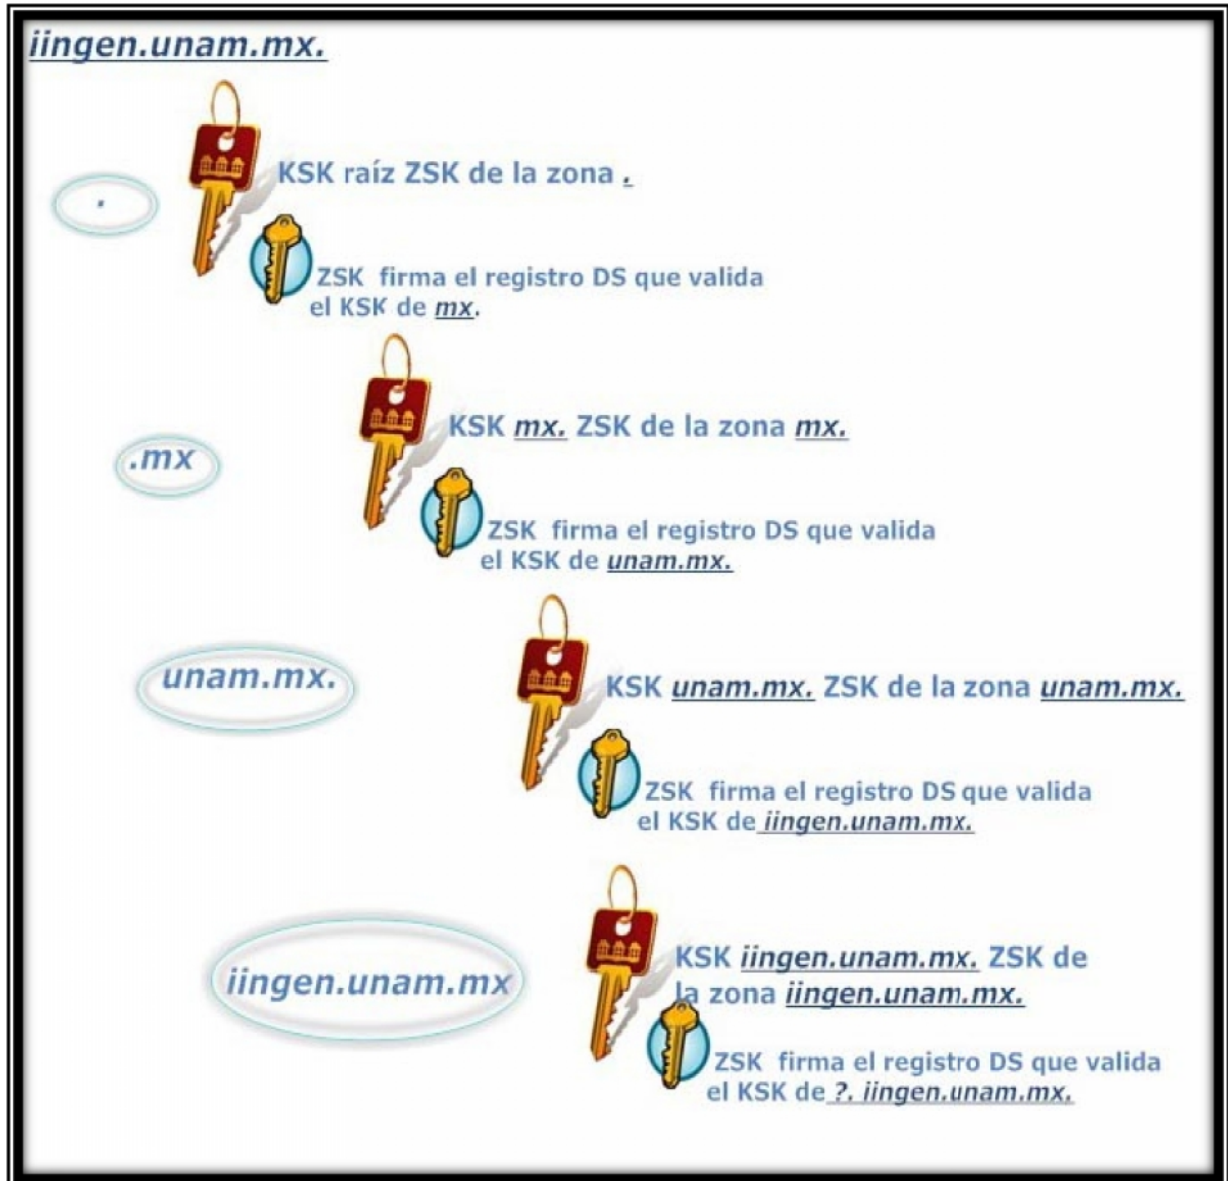 iingen.unam.mx.
KSK raíz ZSK de la zona .
.
ZSK firma el registro DS que valida
el KSK de mx.
KSK mx. ZSK de la zona mx.
.mx
ZSK firma el registro DS que valida
el KSK de unam.mx.
unam.mx.
KSK unam.mx. ZSK de la zona unam.mx.
ZSK firma el registro DS que valida
el KSK de iingen.unam.mx.
iingen.unam.mx
KSK iingen.unam.mx. ZSK de
la zona iingen.unam.mx.
ZSK firma el registro DS que valida
el KSK de ?. iingen.unam.mx.